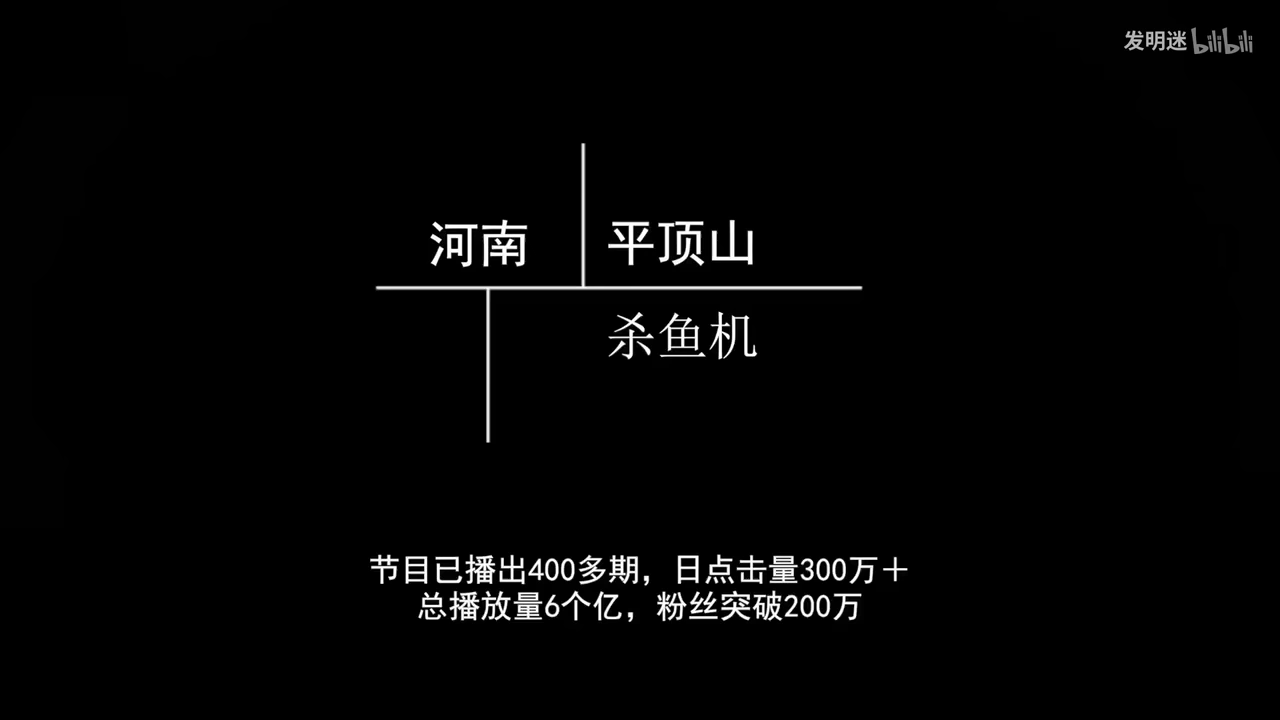 发明迷 bilibili
河南 平顶山
杀鱼机
节目已播出400多期，日点击量300万＋
总播放量6个亿，粉丝突破200万